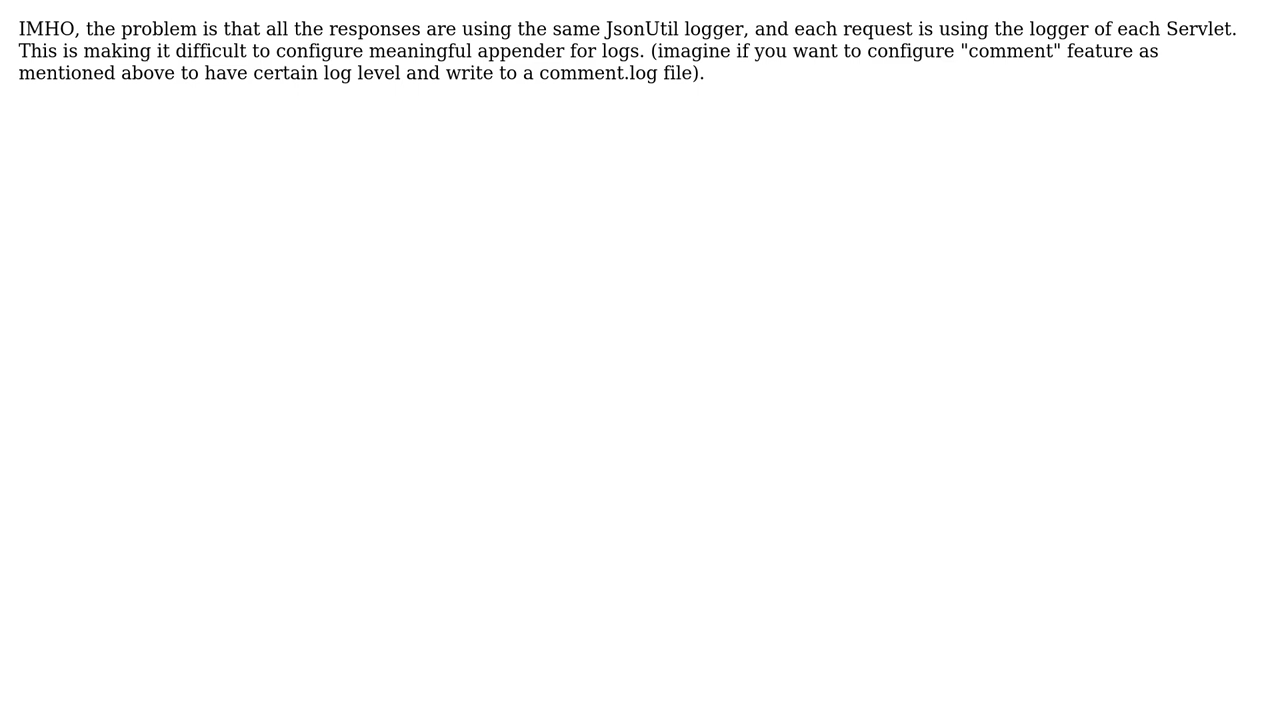 IMHO, the problem is that all the responses are using the same JsonUtil logger, and each request is using the logger of each Servlet.
This is making it difficult to configure meaningful appender for logs. (imagine if you want to configure "comment" feature as
mentioned above to have certain log level and write to a comment.log file).